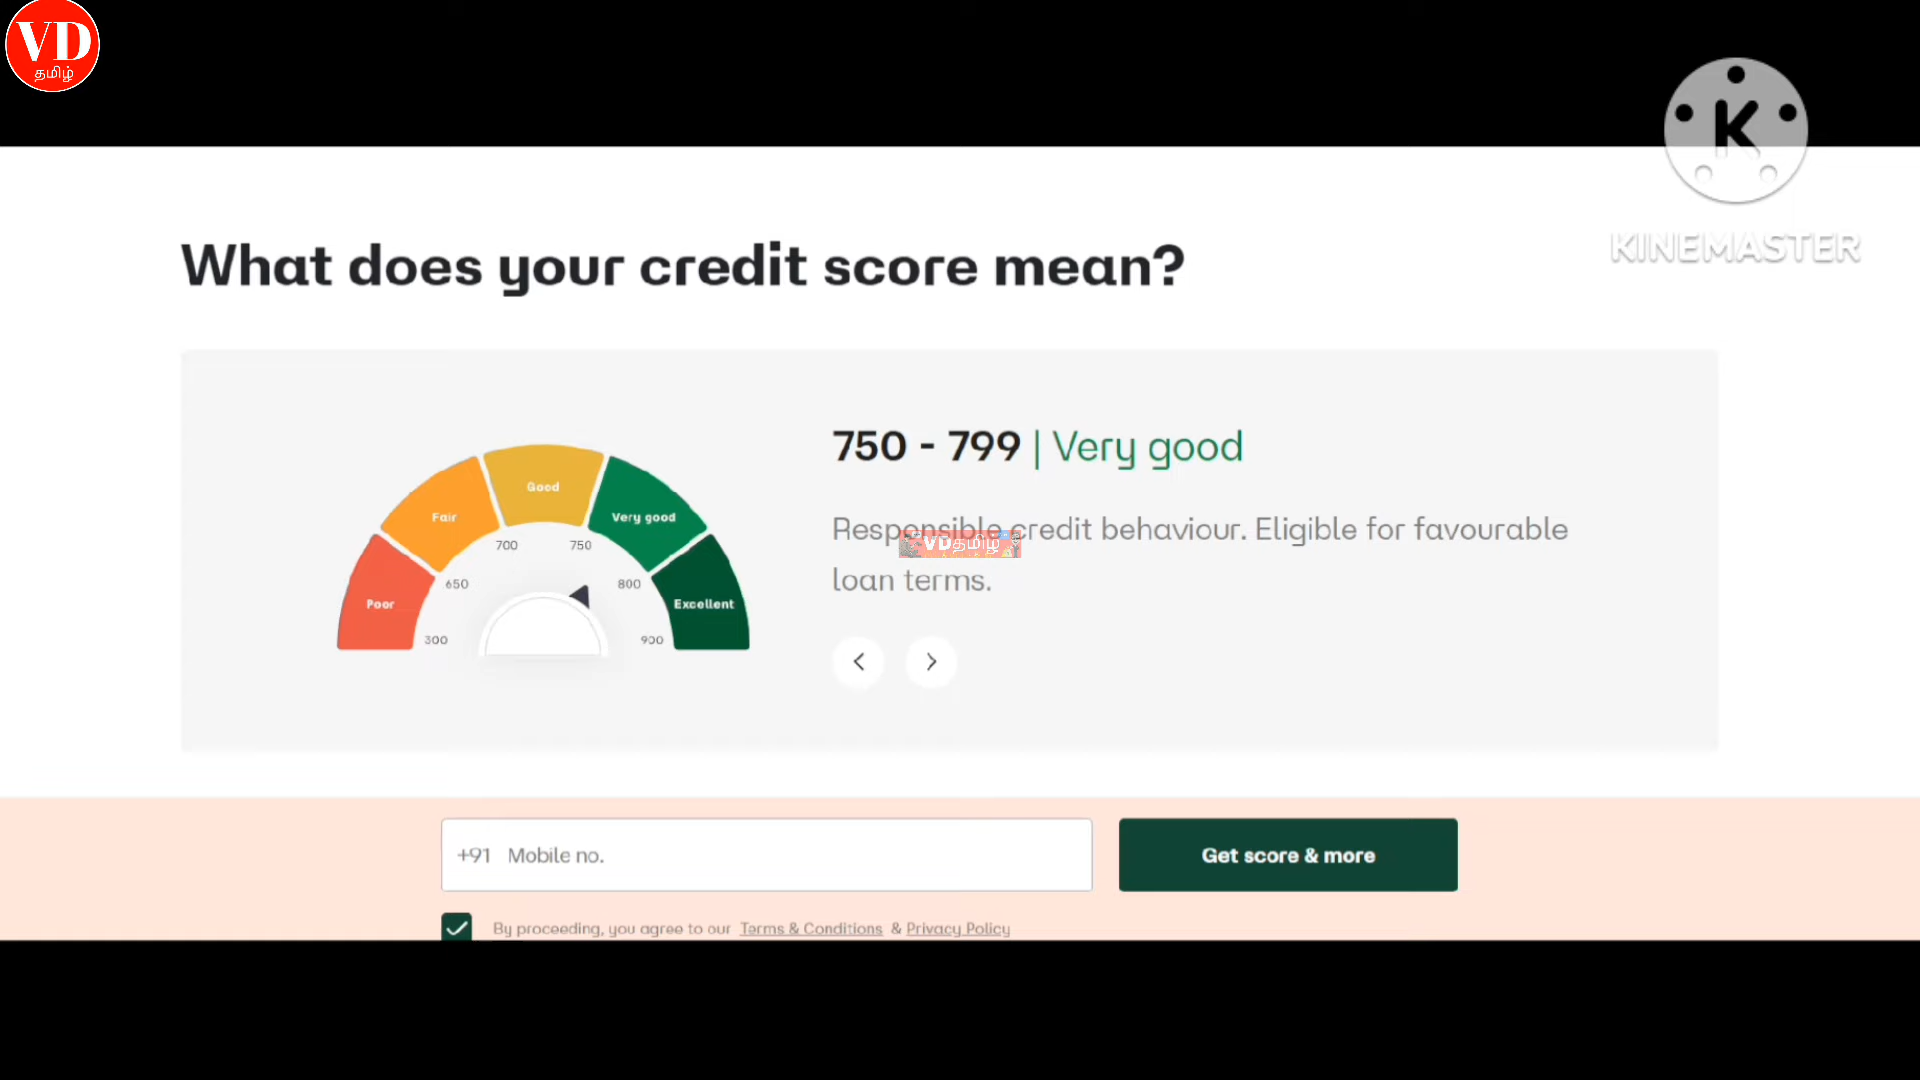 VD
தமிழ்
K
KINEMASTER
What does your credit score mean?
750 - 799 | Very good
Responsible credit behaviour. Eligible for favourable
loan terms.
VDதமிழ்
Good
Fair
Very good
700
750
650
800
Poor
Excellent
300
900
+91 Mobile no.
Get score & more
By proceeding, you agree to our Terms & Conditions & Privacy Policy